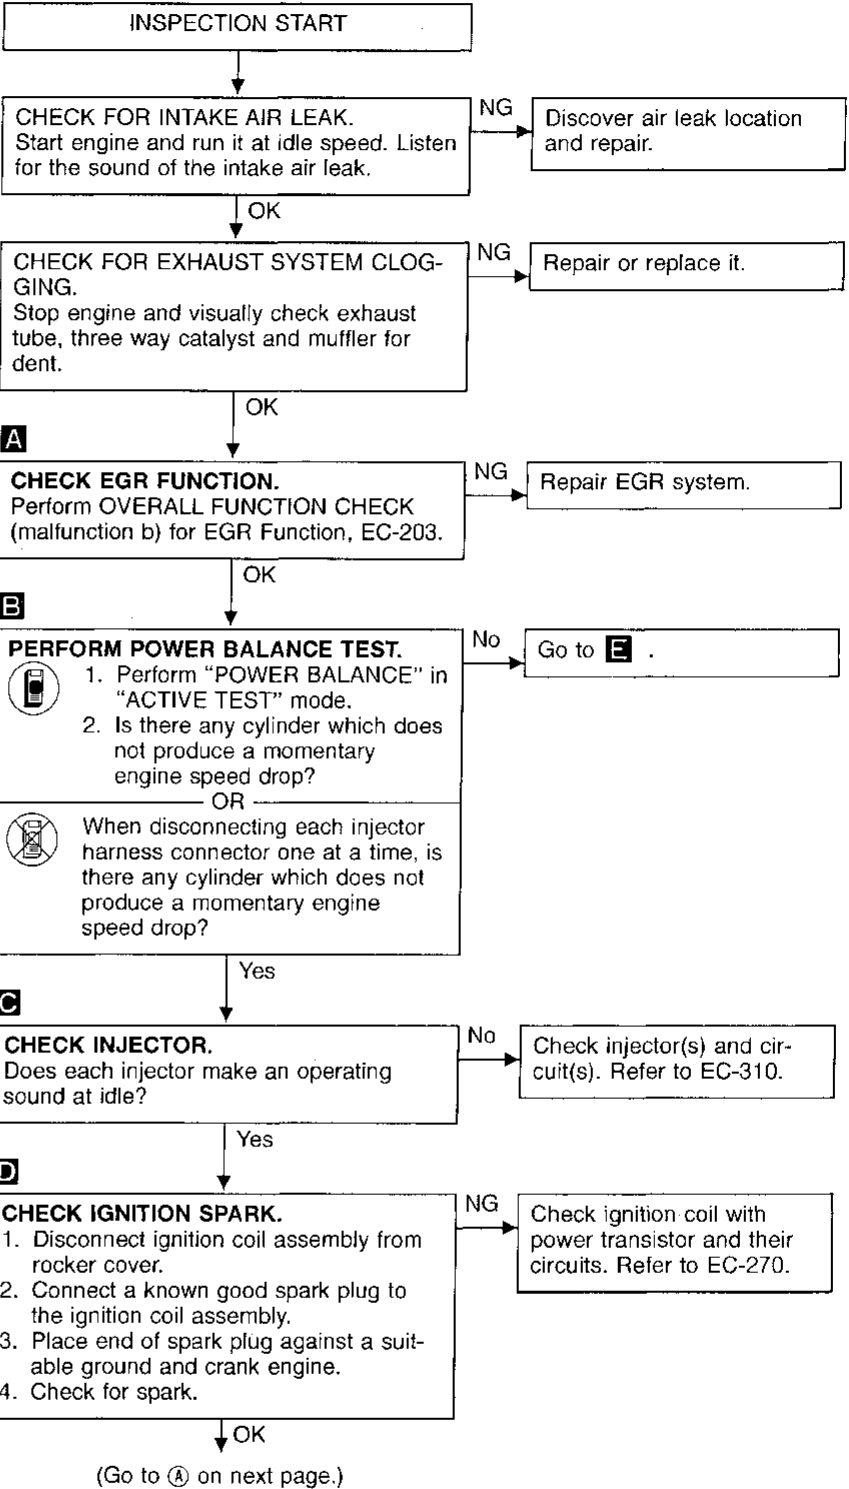 INSPECTION START
CHECK FOR INTAKE AIR LEAK.
Start engine and run it at idle speed. Listen
for the sound of the intake air leak.
NG
Discover air leak location
and repair.
OK
CHECK FOR EXHAUST SYSTEM CLOG-
GING.
Stop engine and visually check exhaust
tube, three way catalyst and muffler for
dent.
NG
Repair or replace it.
OK
A
CHECK EGR FUNCTION.
Perform OVERALL FUNCTION CHECK
(malfunction b) for EGR Function, EC-203.
NG
Repair EGR system.
OK
B
PERFORM POWER BALANCE TEST.
1. Perform “POWER BALANCE” in
“ACTIVE TEST” mode.
2. Is there any cylinder which does
not produce a momentary
engine speed drop?
OR
When disconnecting each injector
harness connector one at a time, is
there any cylinder which does not
produce a momentary engine
speed drop?
No
Go to E .
Yes
C
CHECK INJECTOR.
Does each injector make an operating
sound at idle?
No
Check injector(s) and cir-
cuit(s). Refer to EC-310.
Yes
D
CHECK IGNITION SPARK.
1. Disconnect ignition coil assembly from
rocker cover.
2. Connect a known good spark plug to
the ignition coil assembly.
3. Place end of spark plug against a suit-
able ground and crank engine.
4. Check for spark.
NG
Check ignition coil with
power transistor and their
circuits. Refer to EC-270.
OK
(Go to Ⓐ on next page.)